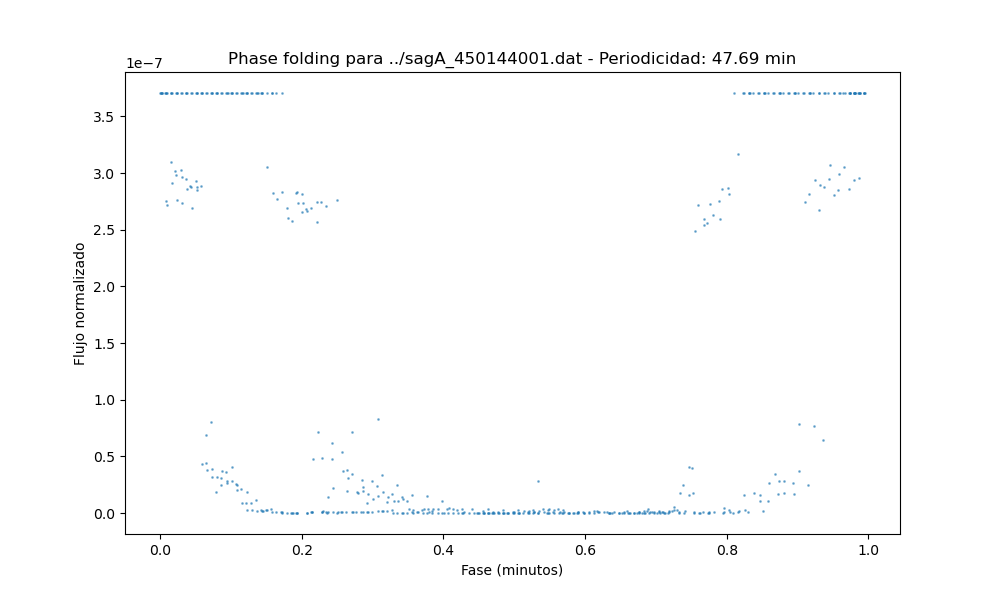 Phase folding para ../sagA_450144001.dat - Periodicidad: 47.69 min
1e−7
Flujo normalizado
3.5
3.0
2.5
2.0
1.5
1.0
0.5
0.0
0.0 0.2 0.4 0.6 0.8 1.0
Fase (minutos)